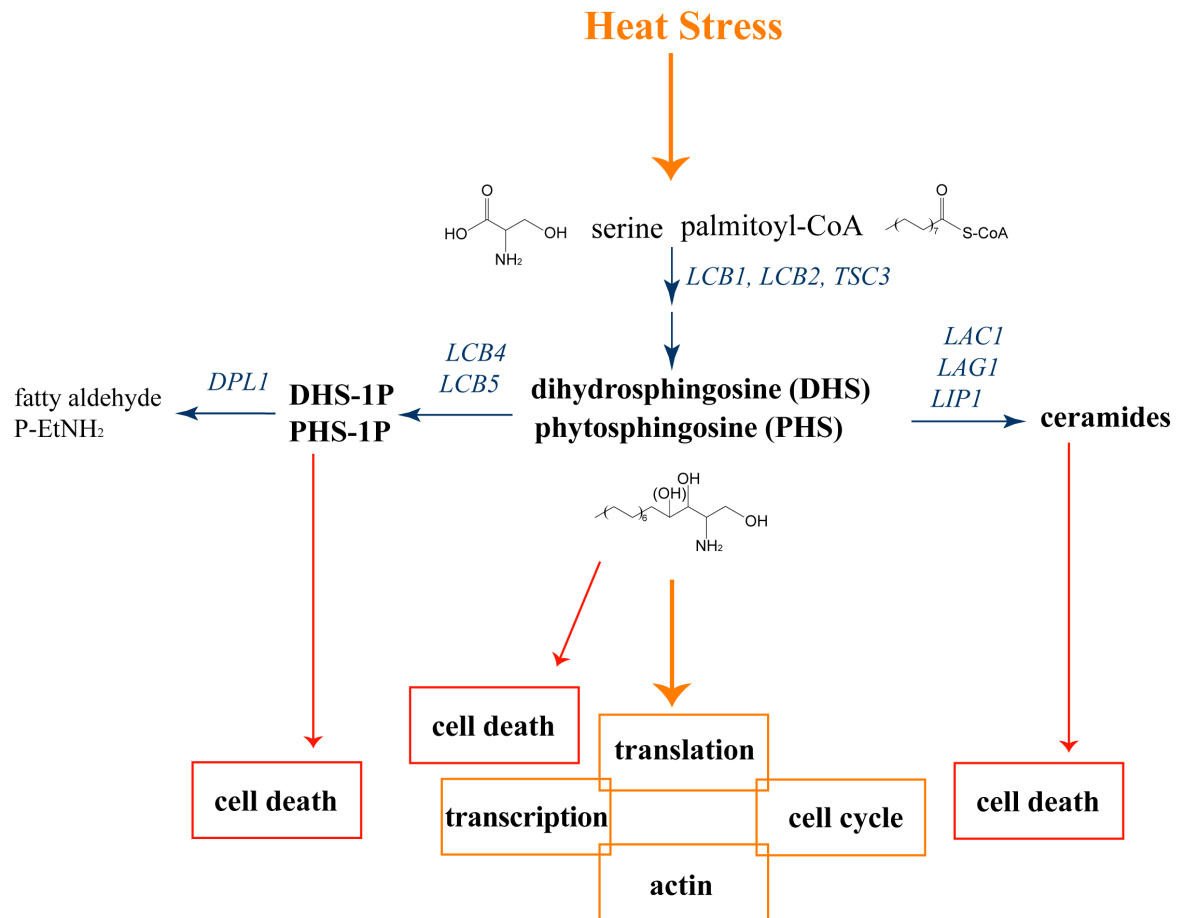 Heat Stress
O
HO
OH
NH₂
serine
palmitoyl-CoA
O
7
S-CoA
LCB1, LCB2, TSC3
LCB4
LCB5
LAC1
LAG1
LIP1
DPL1
fatty aldehyde
P-EtNH₂
DHS-1P
PHS-1P
dihydrosphingosine (DHS)
phytosphingosine (PHS)
ceramides
OH
(OH)
6
OH
NH₂
cell death
translation
cell death
transcription
cell cycle
cell death
actin